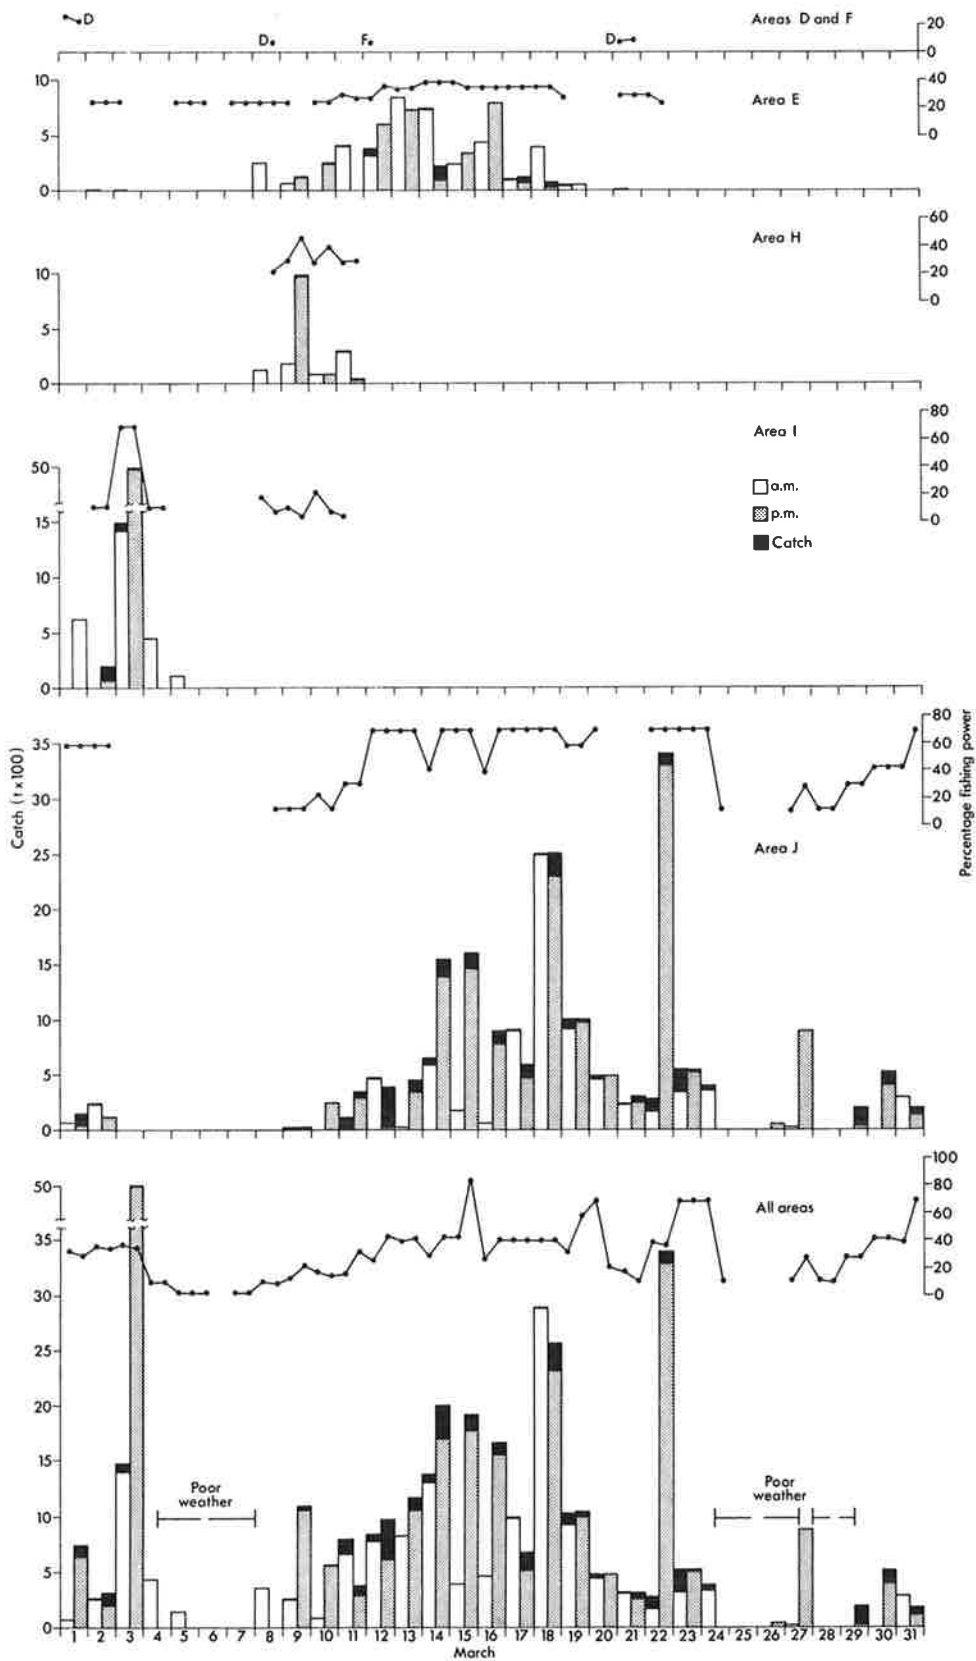 D
Areas D and F
20
0
D
F
D
10
5
0
Area E
40
20
0
Area H
60
40
20
0
10
5
0
80
60
40
20
0
Area I
a.m.
p.m.
Catch
50
15
10
5
0
Catch (t x 100)
35
30
25
20
15
10
5
0
80
60
40
20
0
Percentage fishing power
Area J
100
80
60
40
20
0
All areas
50
35
30
25
20
15
10
5
0
Poor
weather
Poor
weather
1 2 3 4 5 6 7 8 9 10 11 12 13 14 15 16 17 18 19 20 21 22 23 24 25 26 27 28 29 30 31
March